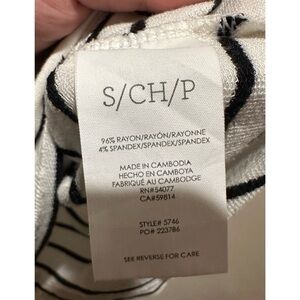 S/CH/P
96% RAYON/RAYÓN/RAYONNE
4% SPANDEX/SPANDEX/SPANDEX
MADE IN CAMBODIA
HECHO EN CAMBOYA
FABRIQUÉ AU CAMBODGE
RN#54077
CA#59814
STYLE# 5746
PO# 223786
SEE REVERSE FOR CARE